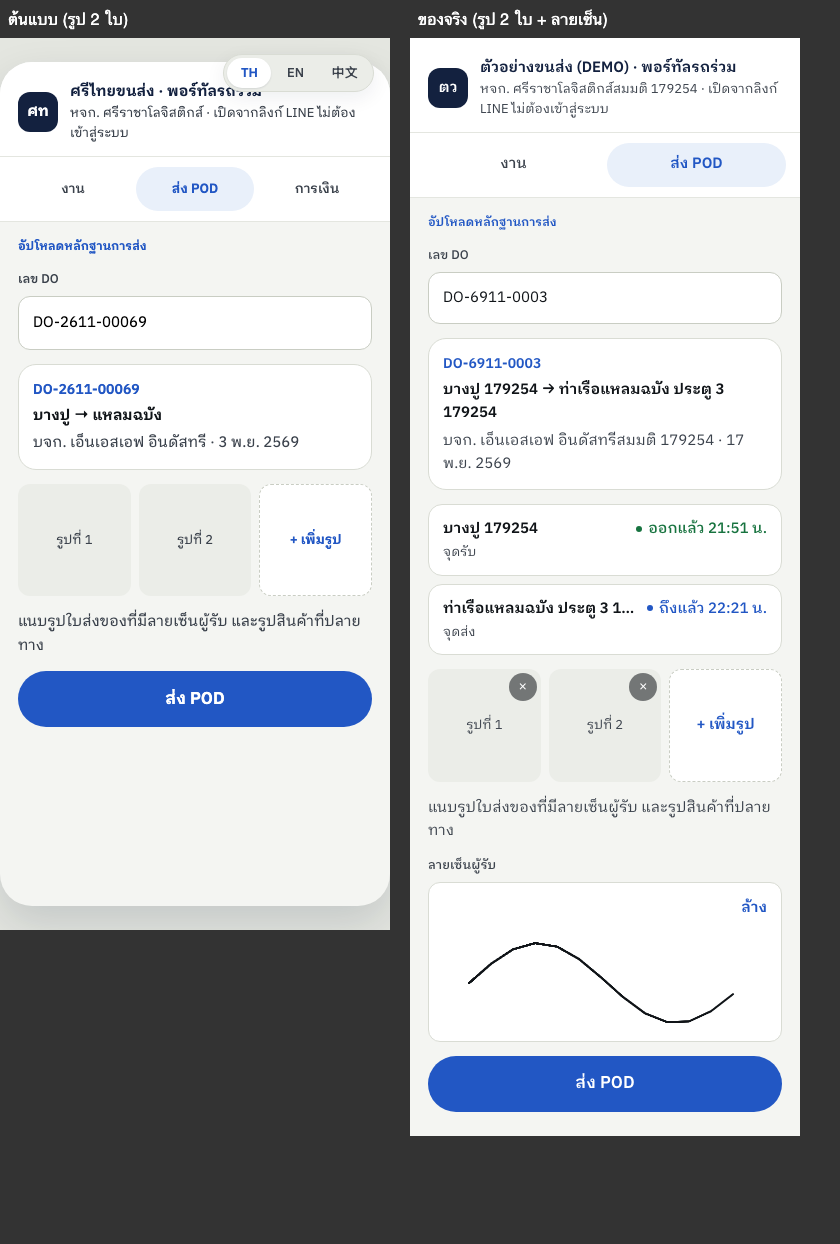 ต้นแบบ (รูป 2 ใบ)
TH EN 中文
ศท
ศรีไทยขนส่ง · พอร์ทัลรถร่วม
หจก. ศรีราชาโลจิสติกส์ · เปิดจากลิงก์ LINE ไม่ต้อง
เข้าสู่ระบบ
งาน ส่ง POD การเงิน
อัปโหลดหลักฐานการส่ง
เลข DO
DO-2611-00069
DO-2611-00069
บางปู → แหลมฉบัง
บจก. เอ็นเอสเอฟ อินดัสทรี · 3 พ.ย. 2569
รูปที่ 1 รูปที่ 2 + เพิ่มรูป
แนบรูปใบส่งของที่มีลายเซ็นผู้รับ และรูปสินค้าที่ปลาย
ทาง
ส่ง POD
ของจริง (รูป 2 ใบ + ลายเซ็น)
ตว
ตัวอย่างขนส่ง (DEMO) · พอร์ทัลรถร่วม
หจก. ศรีราชาโลจิสติกส์สมมติ 179254 · เปิดจากลิงก์
LINE ไม่ต้องเข้าสู่ระบบ
งาน ส่ง POD
อัปโหลดหลักฐานการส่ง
เลข DO
DO-6911-0003
DO-6911-0003
บางปู 179254 → ท่าเรือแหลมฉบัง ประตู 3
179254
บจก. เอ็นเอสเอฟ อินดัสทรีสมมติ 179254 · 17
พ.ย. 2569
บางปู 179254 • ออกแล้ว 21:51 น.
จุดรับ
ท่าเรือแหลมฉบัง ประตู 3 1... • ถึงแล้ว 22:21 น.
จุดส่ง
× ×
รูปที่ 1 รูปที่ 2 + เพิ่มรูป
แนบรูปใบส่งของที่มีลายเซ็นผู้รับ และรูปสินค้าที่ปลาย
ทาง
ลายเซ็นผู้รับ
ล้าง
ส่ง POD